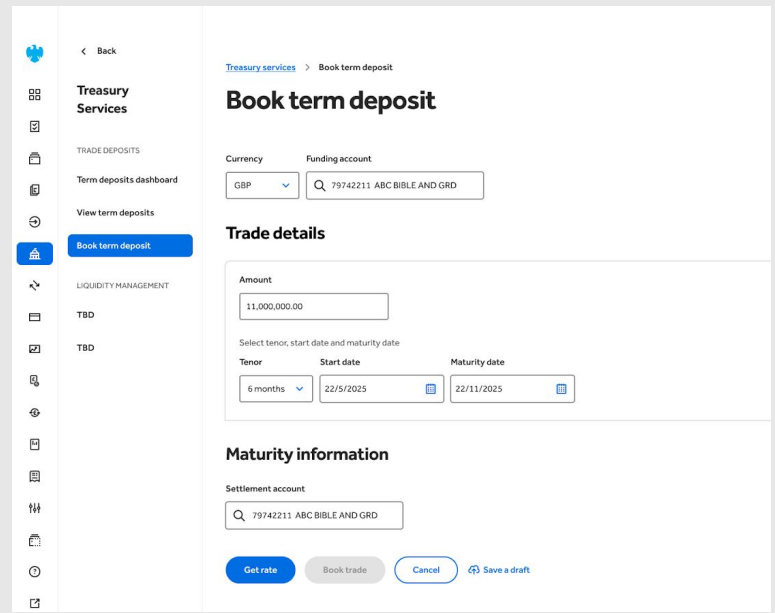 Back
Treasury services > Book term deposit
Treasury
Services
Book term deposit
TRADE DEPOSITS
Term deposits dashboard
View term deposits
Book term deposit
LIQUIDITY MANAGEMENT
TBD
TBD
Currency Funding account
GBP 79742211 ABC BIBLE AND GRD
Trade details
Amount
11,000,000.00
Select tenor, start date and maturity date
Tenor Start date Maturity date
6 months 22/5/2025 22/11/2025
Maturity information
Settlement account
79742211 ABC BIBLE AND GRD
Get rate Book trade Cancel Save a draft